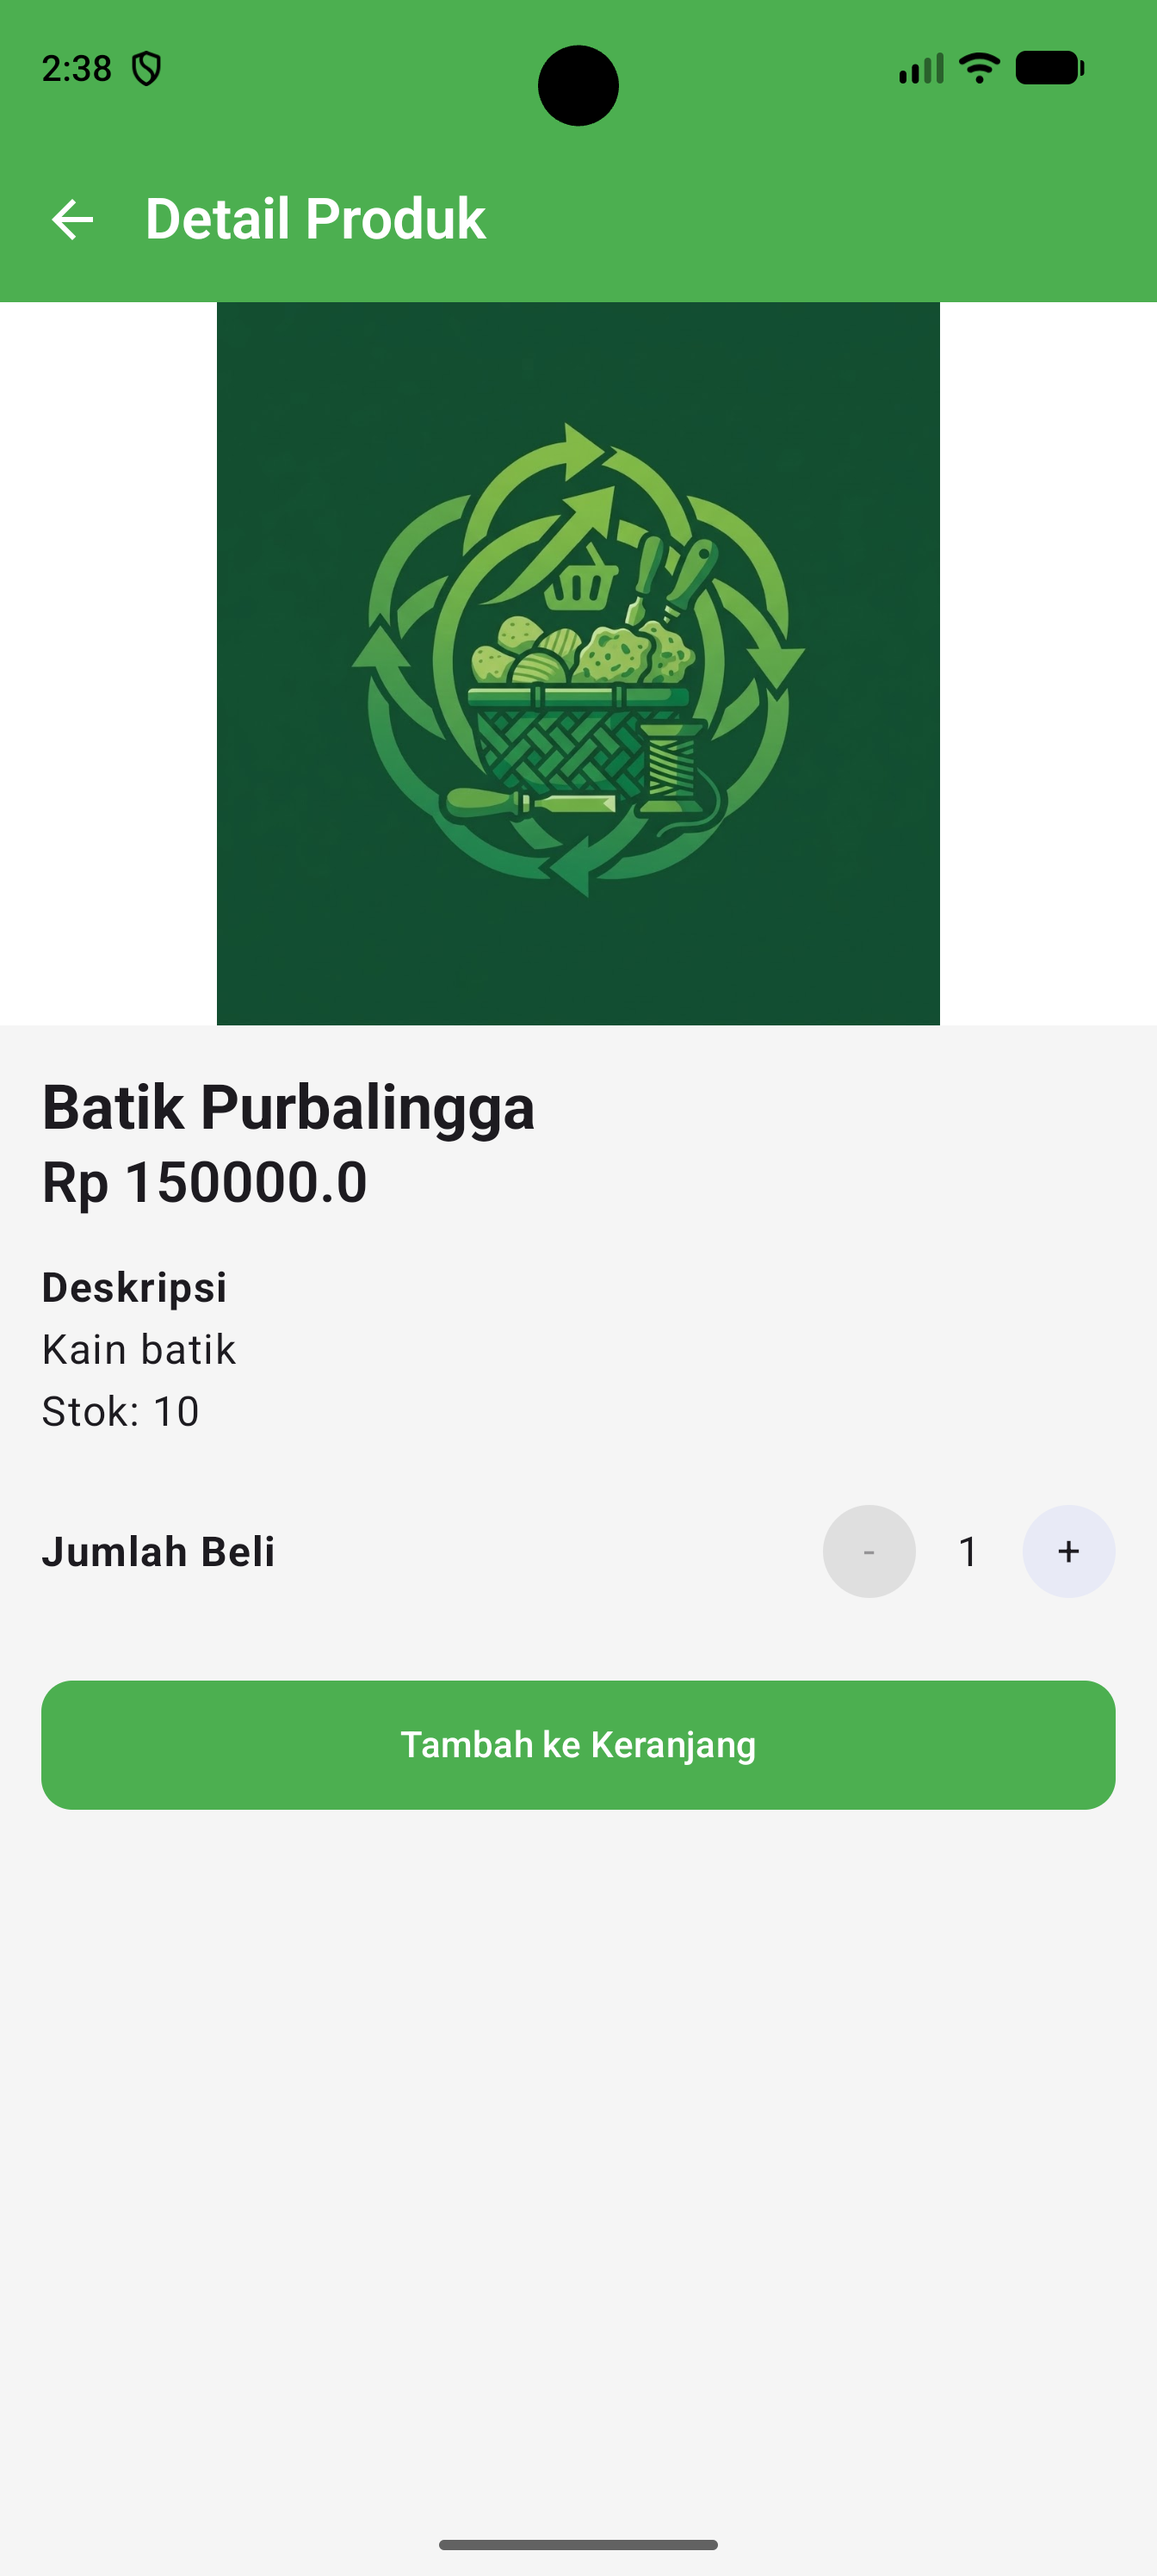 2:38
Detail Produk
Batik Purbalingga
Rp 150000.0
Deskripsi
Kain batik
Stok: 10
Jumlah Beli - 1 +
Tambah ke Keranjang